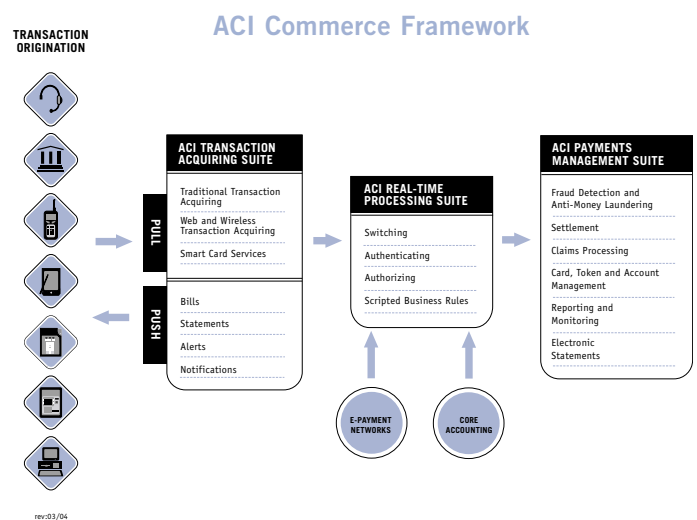 ACI Commerce Framework
TRANSACTION
ORIGINATION
ACI TRANSACTION
ACQUIRING SUITE
PULL
Traditional Transaction
Acquiring
Web and Wireless
Transaction Acquiring
Smart Card Services
PUSH
Bills
Statements
Alerts
Notifications
ACI REAL-TIME
PROCESSING SUITE
Switching
Authenticating
Authorizing
Scripted Business Rules
E-PAYMENT
NETWORKS
CORE
ACCOUNTING
ACI PAYMENTS
MANAGEMENT SUITE
Fraud Detection and
Anti-Money Laundering
Settlement
Claims Processing
Card, Token and Account
Management
Reporting and
Monitoring
Electronic
Statements
rev:03/04